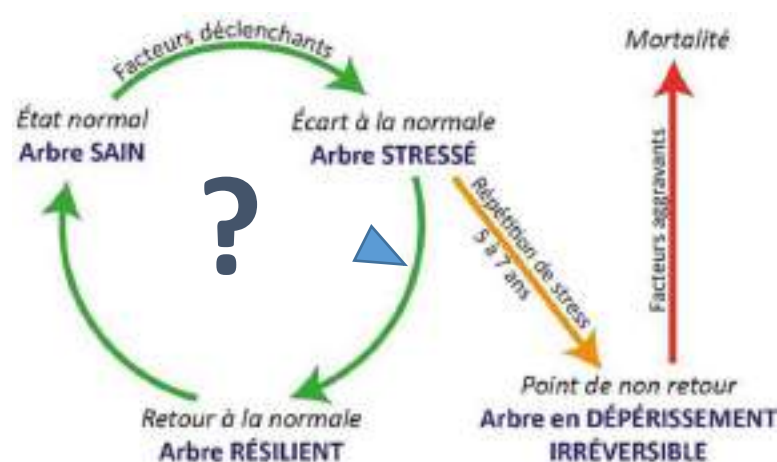 Facteurs déclenchants
Mortalité
État normal
Arbre SAIN
Écart à la normale
Arbre STRESSÉ
?
Répétition de stress
5 à 7 ans
Facteurs aggravants
Retour à la normale
Arbre RÉSILIENT
Point de non retour
Arbre en DÉPÉRISSEMENT
IRRÉVERSIBLE